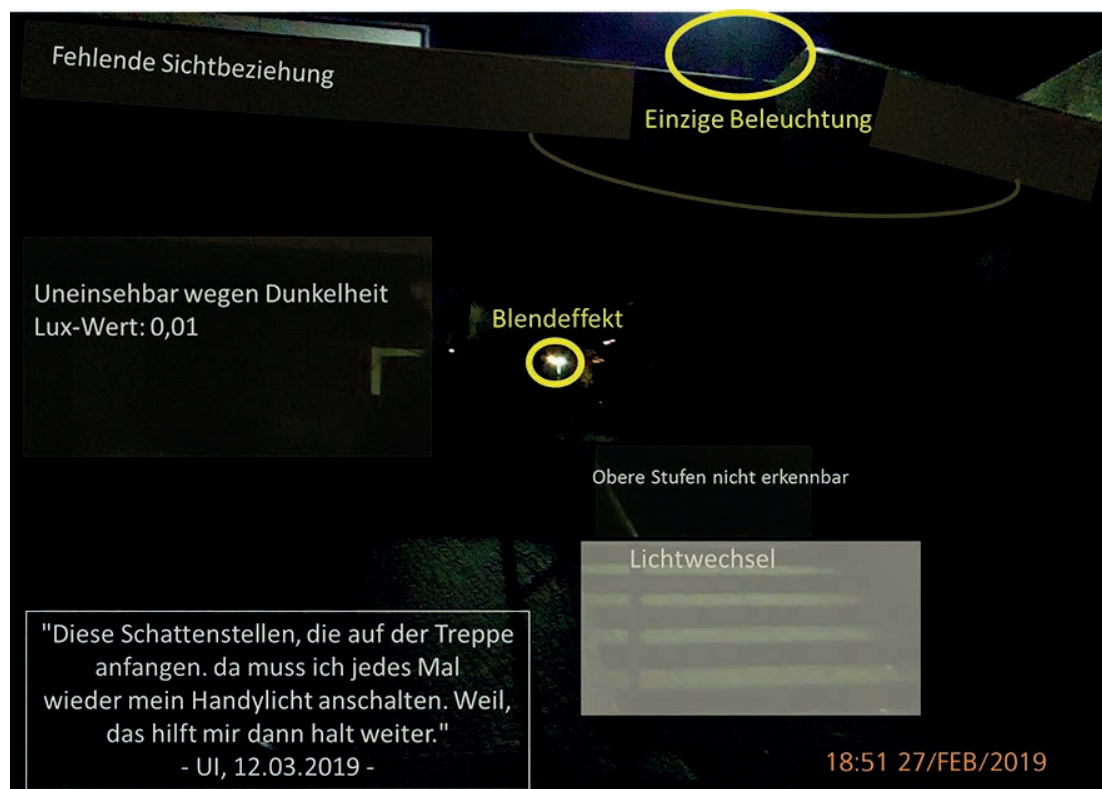 Fehlende Sichtbeziehung
Einzige Beleuchtung
Uneinsehbar wegen Dunkelheit
Lux-Wert: 0,01
Blendeffekt
Obere Stufen nicht erkennbar
Lichtwechsel
"Diese Schattenstellen, die auf der Treppe
anfangen. da muss ich jedes Mal
wieder mein Handylicht anschalten. Weil,
das hilft mir dann halt weiter."
- UI, 12.03.2019 -
18:51 27/FEB/2019